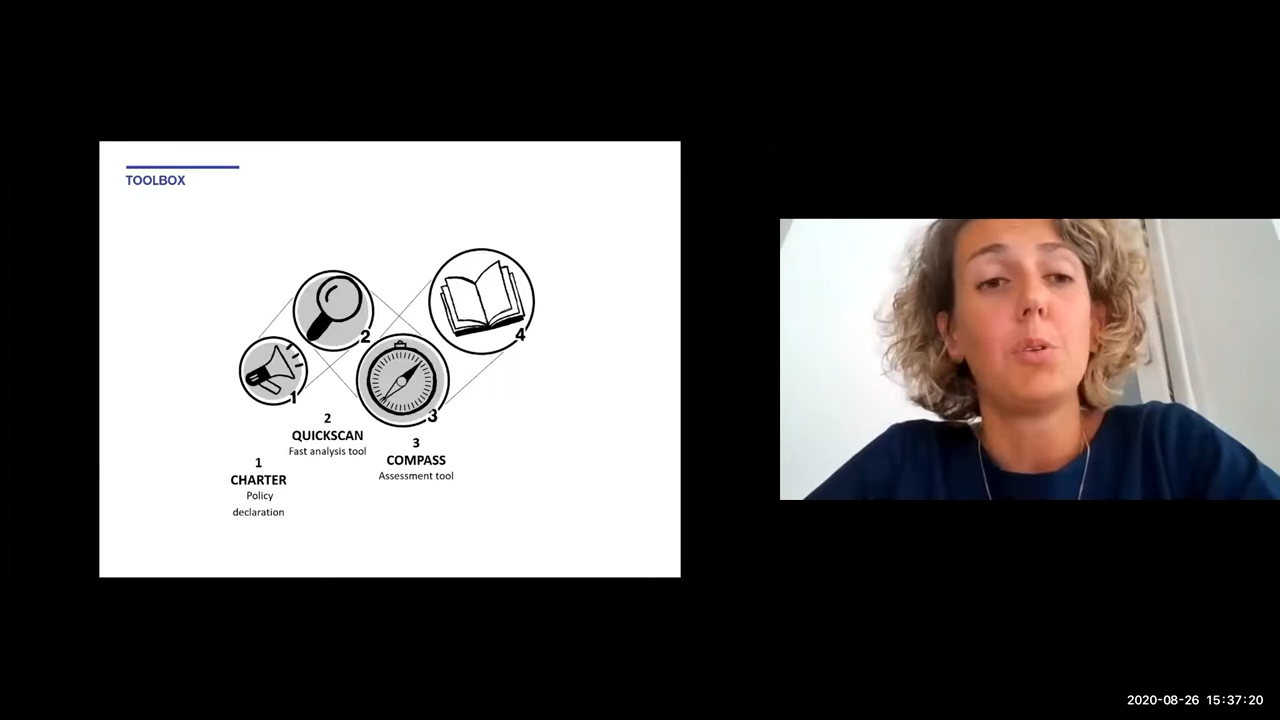 TOOLBOX
2
4
1
3
2
QUICKSCAN
Fast analysis tool
3
COMPASS
Assessment tool
1
CHARTER
Policy
declaration
2020-08-26 15:37:20